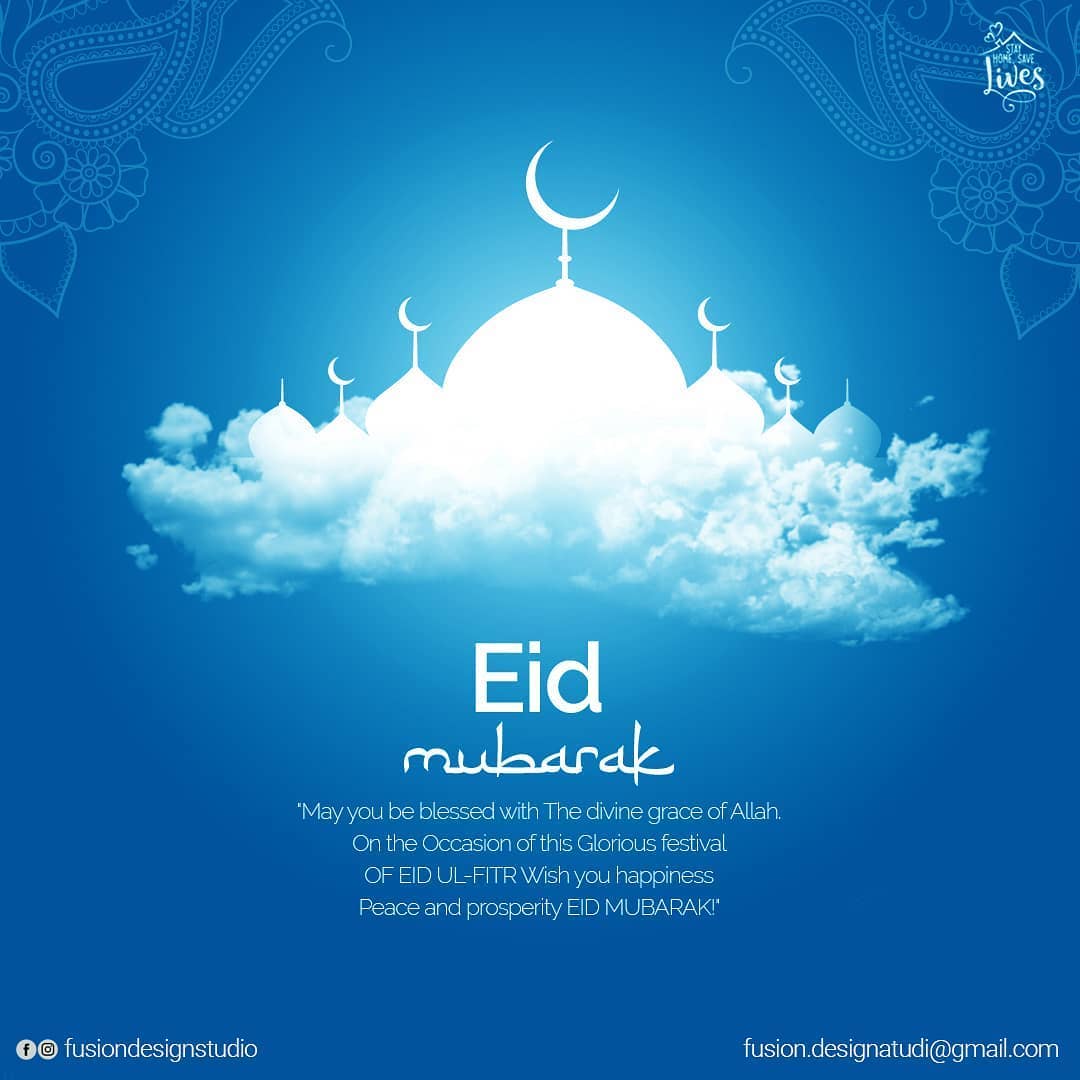 STAY
HOME, SAVE
Lives
Eid
mubarak
"May you be blessed with The divine grace of Allah.
On the Occasion of this Glorious festival
OF EID UL-FITR Wish you happiness
Peace and prosperity EID MUBARAK!"
fusiondesignstudio
fusion.designatudi@gmail.com